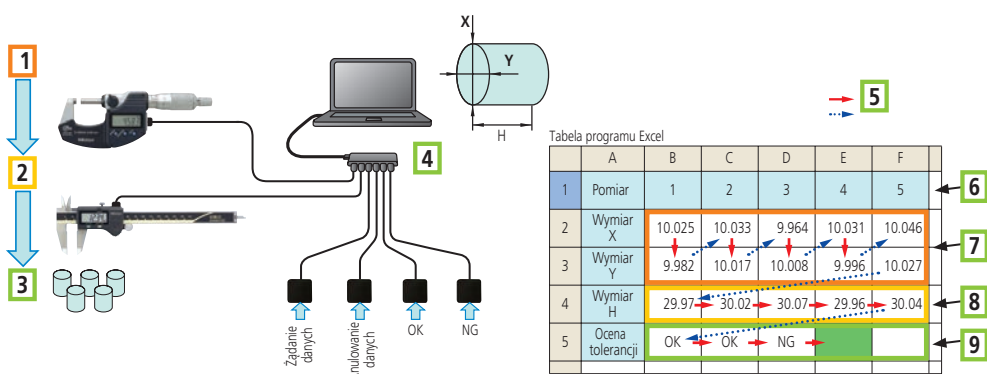 1
2
3
4
X
Y
H
5
Żądanie
danych
nulowanie
danych
OK
NG
Tabela programu Excel
A B C D E F
1 Pomiar 1 2 3 4 5
6
2 Wymiar X 10.025 10.033 9.964 10.031 10.046
7
3 Wymiar Y 9.982 10.017 10.008 9.996 10.027
4 Wymiar H 29.97 30.02 30.07 29.96 30.04
8
5 Ocena tolerancji OK OK NG
9